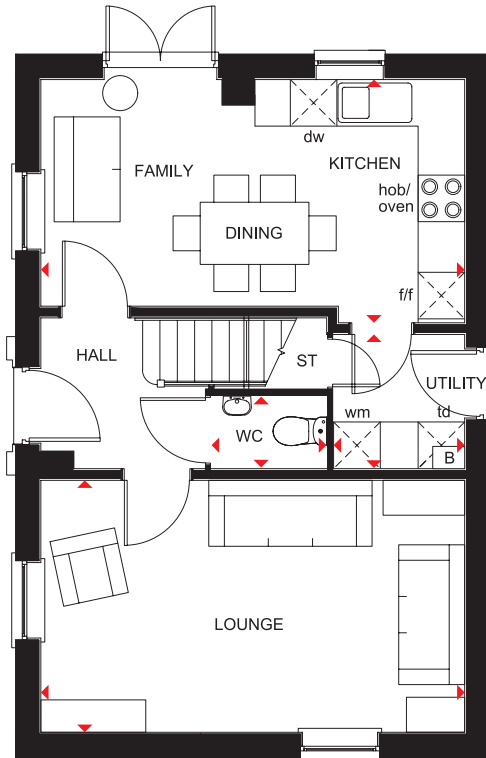 dw
KITCHEN
FAMILY
hob/
oven
DINING
f/f
HALL
ST
UTILITY
wm
td
WC
B
LOUNGE